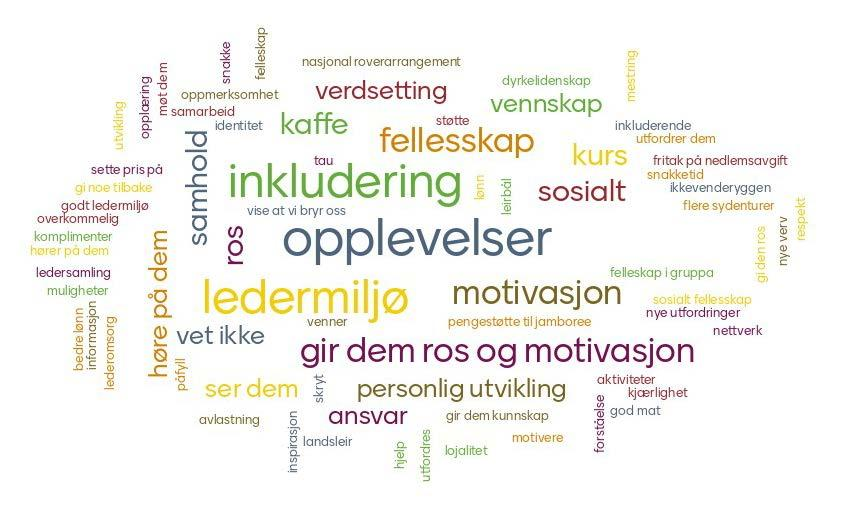 felleskap
snakke
nasjonal roverarrangement
møt dem
mestring
opplæring
dyrkelidenskap
verdsetting
oppmerksomhet
vennskap
utvikling
samarbeid
kaffe
støtte
identitet
inkluderende
fellesskap
utfordrer dem
samhold
kurs
tau
fritak på nedlemsavgift
sette pris på
inkludering
snakketid
gi noe tilbake
lønn
leirbål
sosialt
ikkevenderyggen
godt ledermiljø
vise at vi bryr oss
flere sydenturer
overkommelig
respekt
ros
opplevelser
nye verv
komplimenter
gi den ros
hører på dem
høre på dem
ledersamling
felleskap i gruppa
muligheter
ledermiljø
motivasjon
sosialt fellesskap
nye utfordringer
bedre lønn
informasjon
vet ikke
venner
pengestøtte til jamboree
nettverk
lederomsorg
gir dem ros og motivasjon
påfyll
ser dem
skryt
personlig utvikling
aktiviteter
kjærlighet
avlastning
ansvar
gir dem kunnskap
god mat
forståelse
inspirasjon
landsleir
motivere
hjelp
utfordres
lojalitet